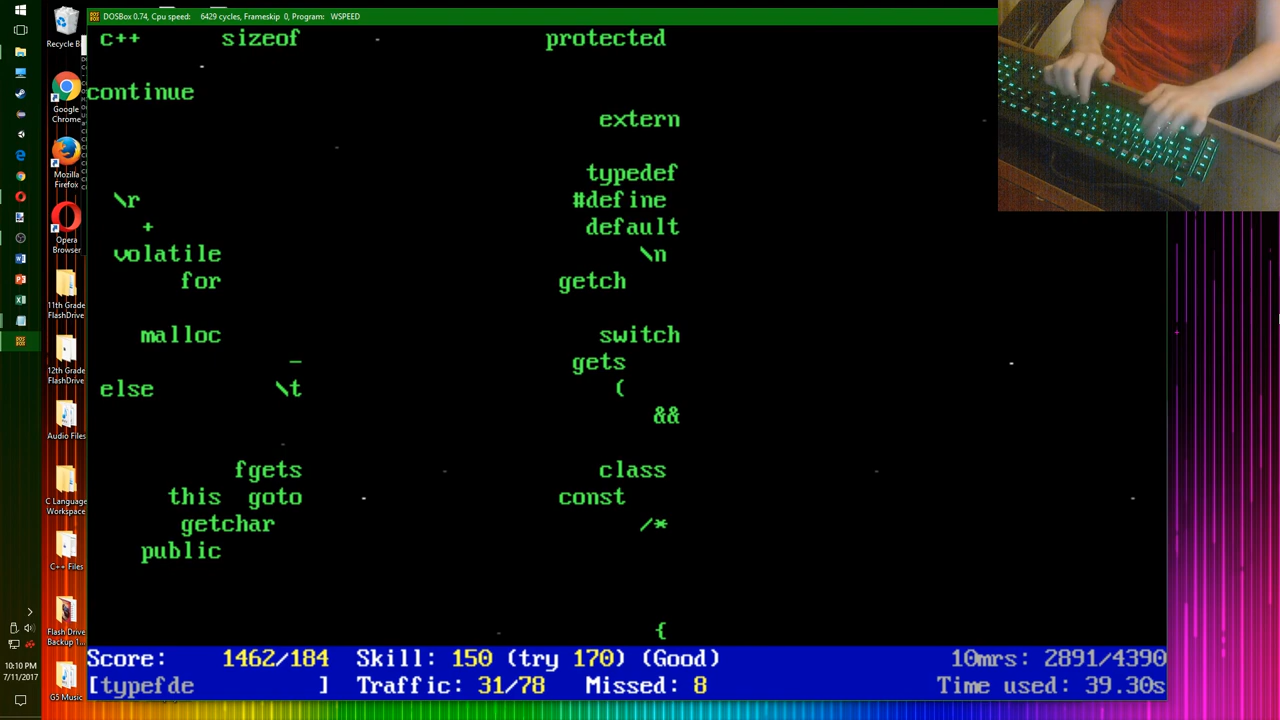 DOSBox 0.74, Cpu speed: 6429 cycles, Frameskip 0, Program: WSPEED
Recycle B
Google Chrome
Mozilla Firefox
Opera Browser
11th Grade FlashDrive
12th Grade FlashDrive
Audio Files
C Language Workspace
C++ Files
Flash Drive Backup 1...
G5 Music
c++ sizeof protected
continue
extern
typedef
\r #define
+ default
volatile \n
for getch
malloc switch
_ gets
else \t (
&&
fgets class
this goto const
getchar /*
public
{
Score: 1462/184 Skill: 150 (try 170) (Good) 10mrs: 2891/4390
[typefde ] Traffic: 31/78 Missed: 8 Time used: 39.30s
10:10 PM
7/11/2017